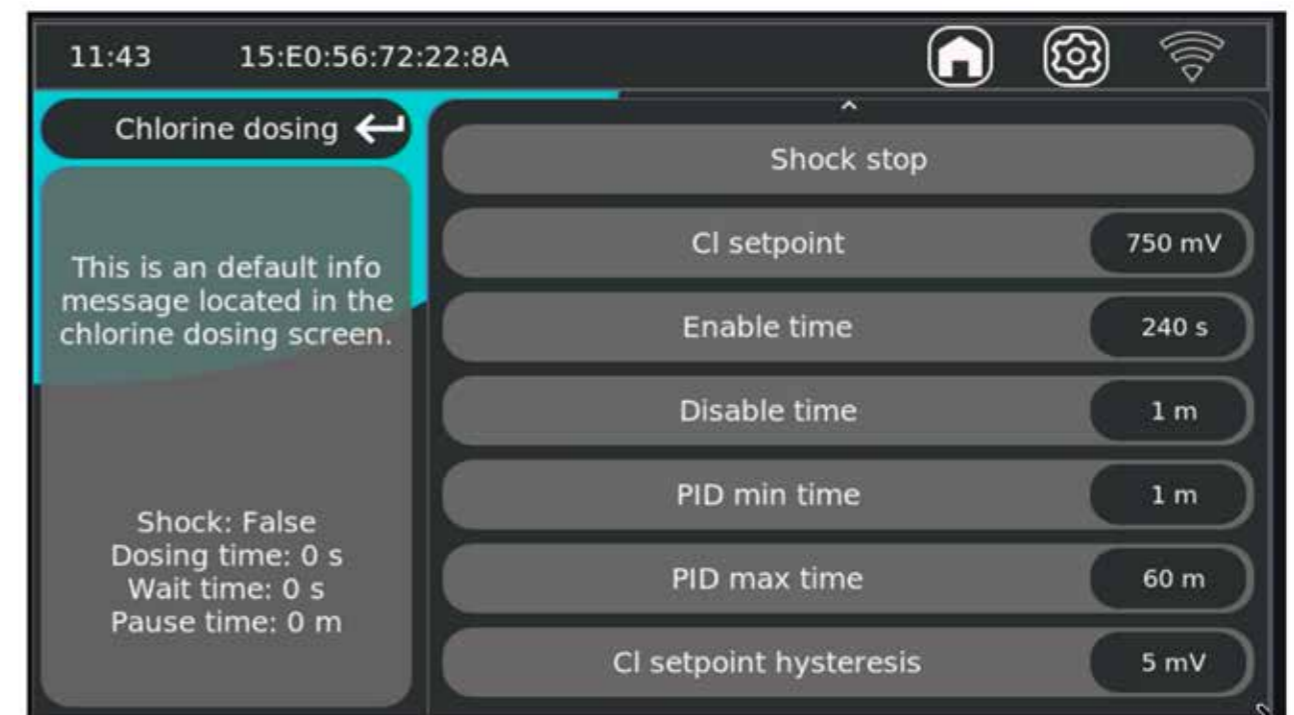 11:43 15:E0:56:72:22:8A
Chlorine dosing
This is an default info
message located in the
chlorine dosing screen.
Shock: False
Dosing time: 0 s
Wait time: 0 s
Pause time: 0 m
Shock stop
Cl setpoint 750 mV
Enable time 240 s
Disable time 1 m
PID min time 1 m
PID max time 60 m
Cl setpoint hysteresis 5 mV